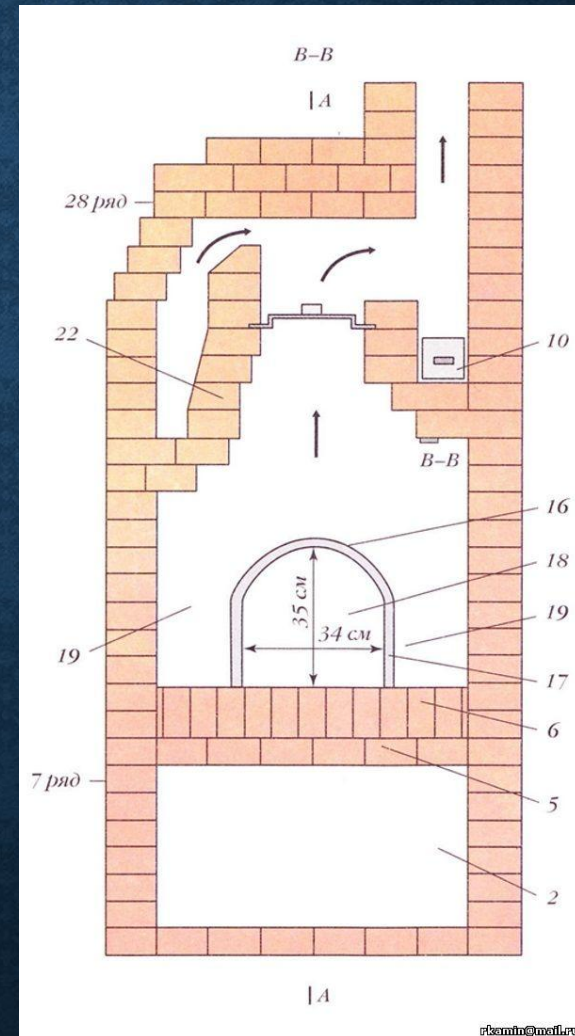 В–В
А
28 ряд
22
10
В–В
16
18
35 см
34 см
19
19
17
6
7 ряд
5
2
А
rkamin@mail.ru